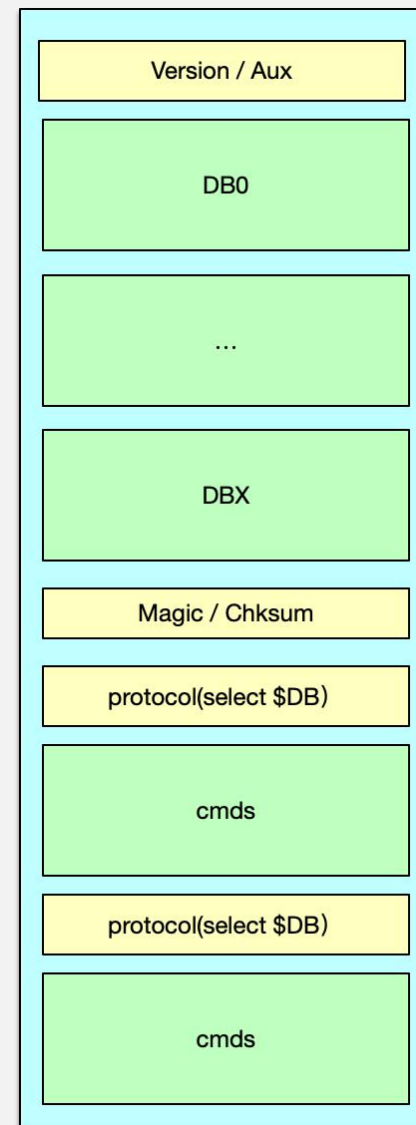 Version / Aux
DB0
...
DBX
Magic / Chksum
protocol(select $DB)
cmds
protocol(select $DB)
cmds